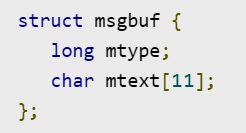 struct msgbuf {
long mtype;
char mtext[11];
};